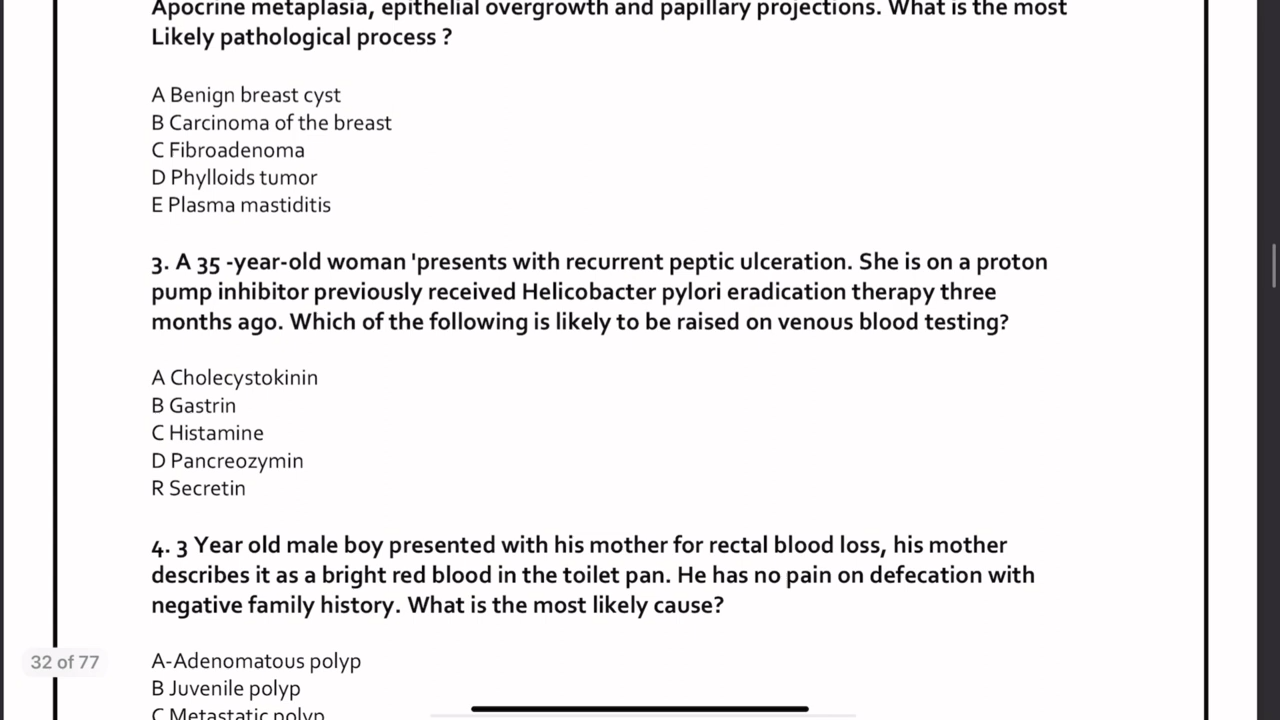 Apocrine metaplasia, epithelial overgrowth and papillary projections. What is the most
Likely pathological process ?
A Benign breast cyst
B Carcinoma of the breast
C Fibroadenoma
D Phylloids tumor
E Plasma mastiditis
3. A 35 -year-old woman 'presents with recurrent peptic ulceration. She is on a proton
pump inhibitor previously received Helicobacter pylori eradication therapy three
months ago. Which of the following is likely to be raised on venous blood testing?
A Cholecystokinin
B Gastrin
C Histamine
D Pancreozymin
R Secretin
4. 3 Year old male boy presented with his mother for rectal blood loss, his mother
describes it as a bright red blood in the toilet pan. He has no pain on defecation with
negative family history. What is the most likely cause?
32 of 77
A-Adenomatous polyp
B Juvenile polyp
C Metastatic polyp